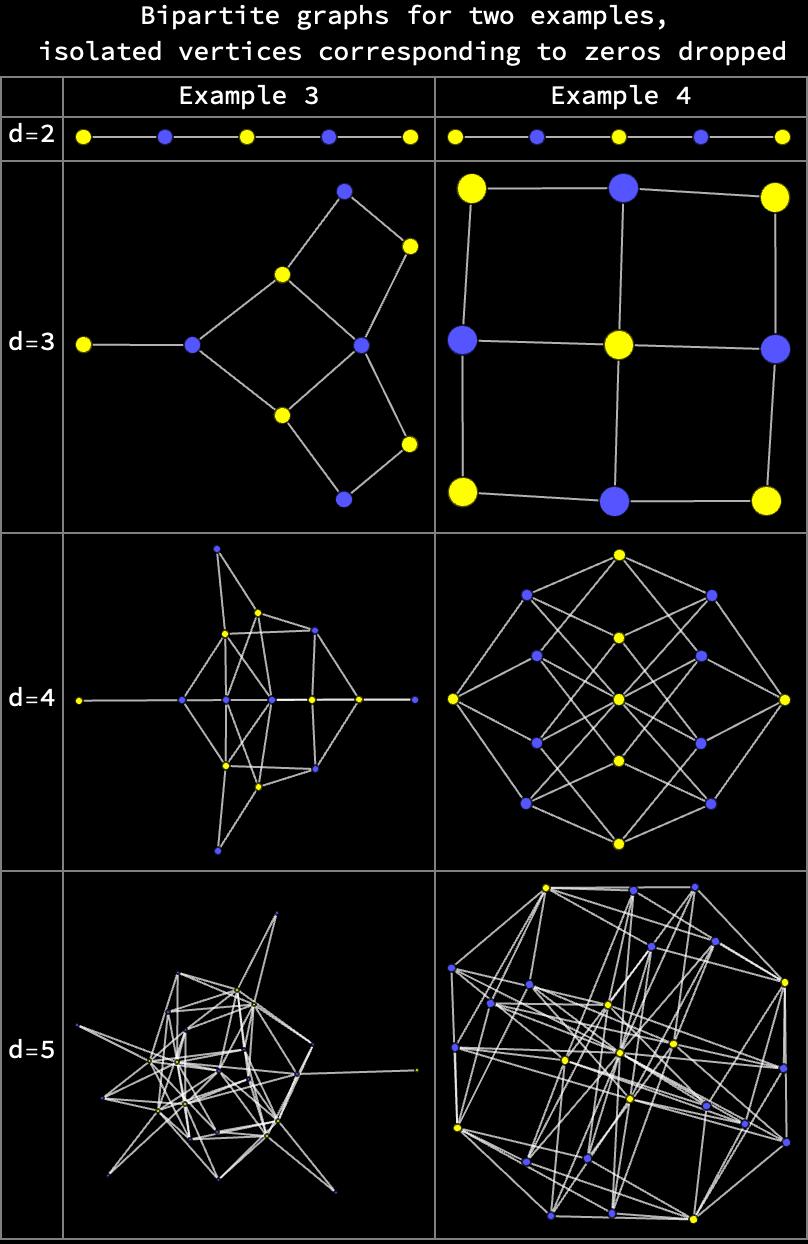 Bipartite graphs for two examples,
isolated vertices corresponding to zeros dropped
Example 3 Example 4
d=2
d=3
d=4
d=5